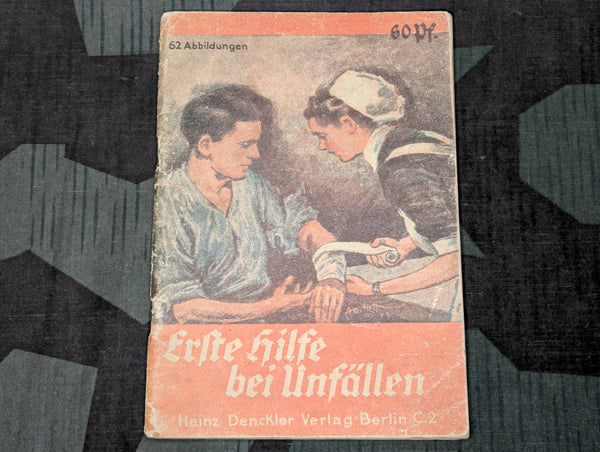 62 Abbildungen
60 Pf.
Erste Hilfe
bei Unfällen
Heinz Denckler Verlag Berlin C.2